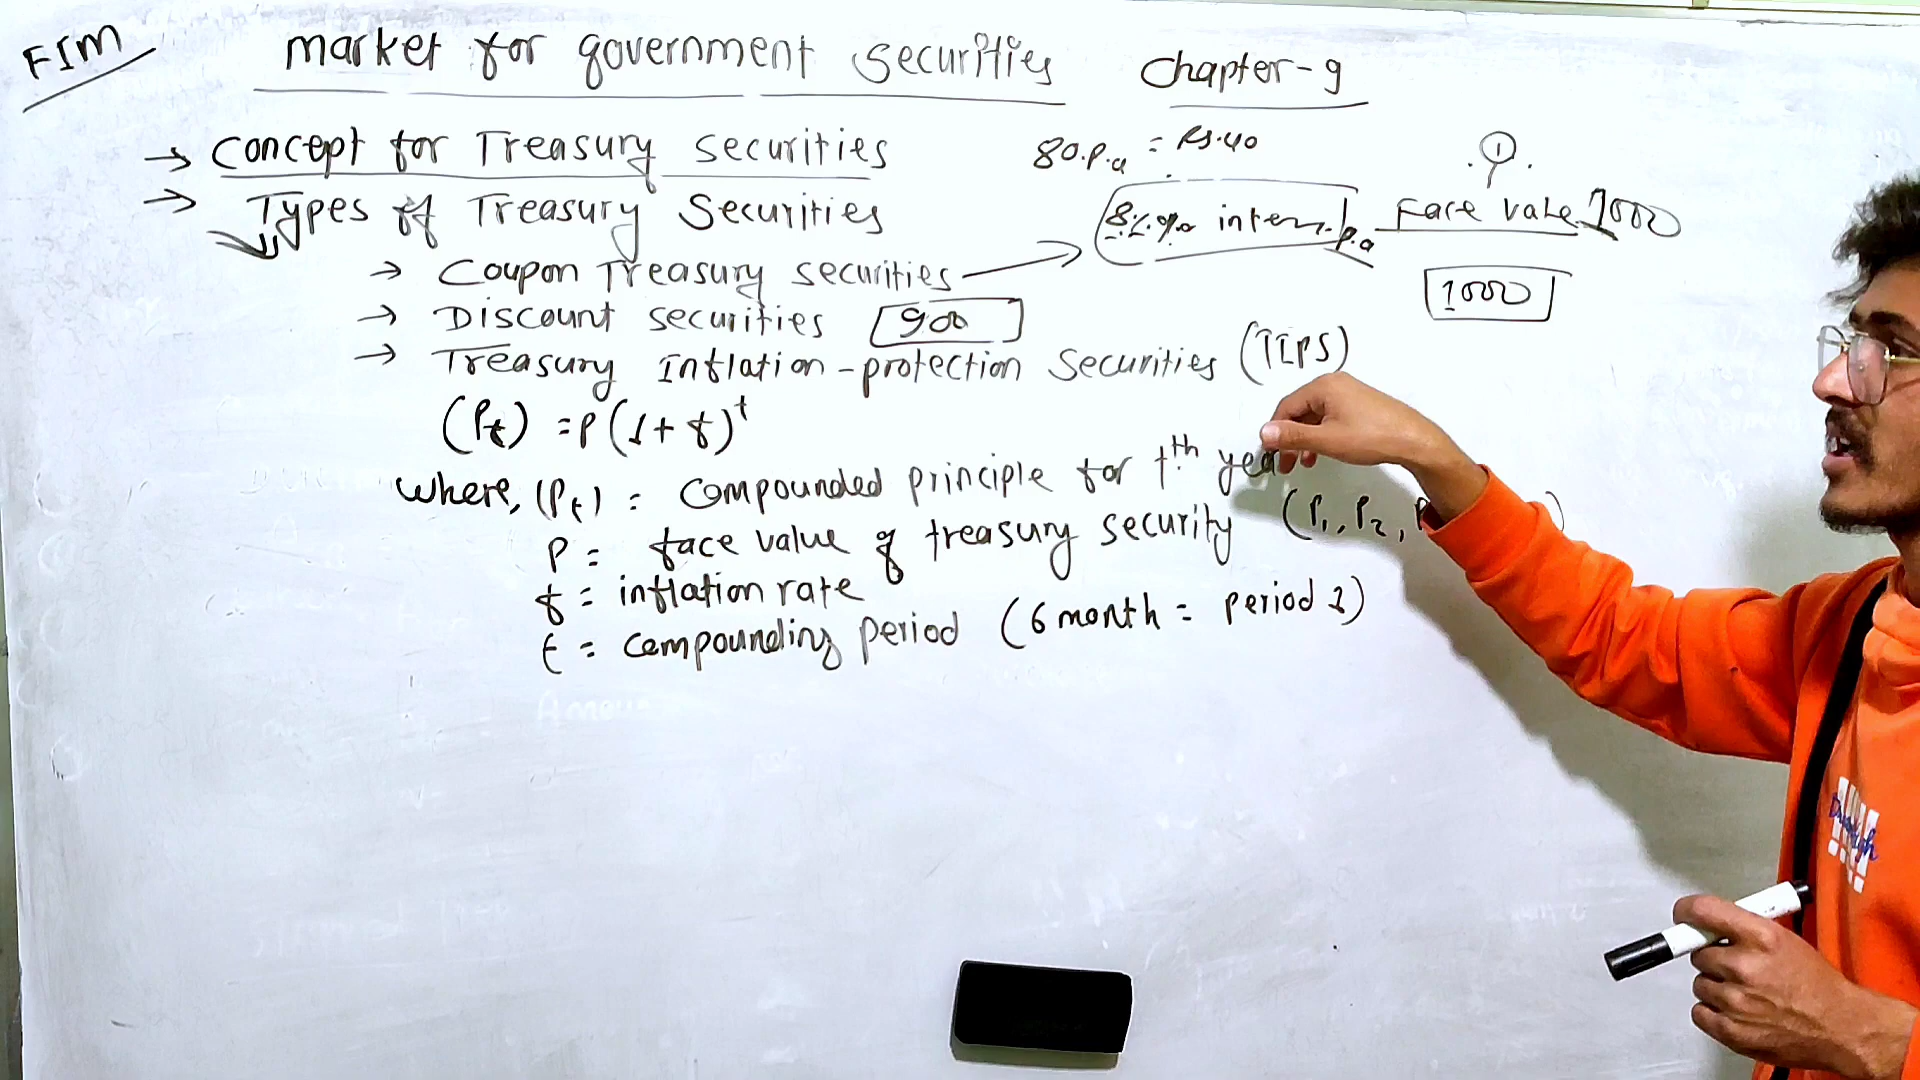 FIM
market for government securities Chapter-9
→ concept for Treasury securities
80.p.a = Rs.40
→ Types of Treasury Securities
8% p.a Face value 1000
→ Coupon Treasury securities →
1000
→ Discount securities 900
→ Treasury Inflation-protection Securities (TIPS)
(Pt) = P(1+f)^t
where, (Pt) = compounded principle for tth year
(P1, P2,
P = face value of treasury security
f = inflation rate
t = compounding period (6 month = period 1)